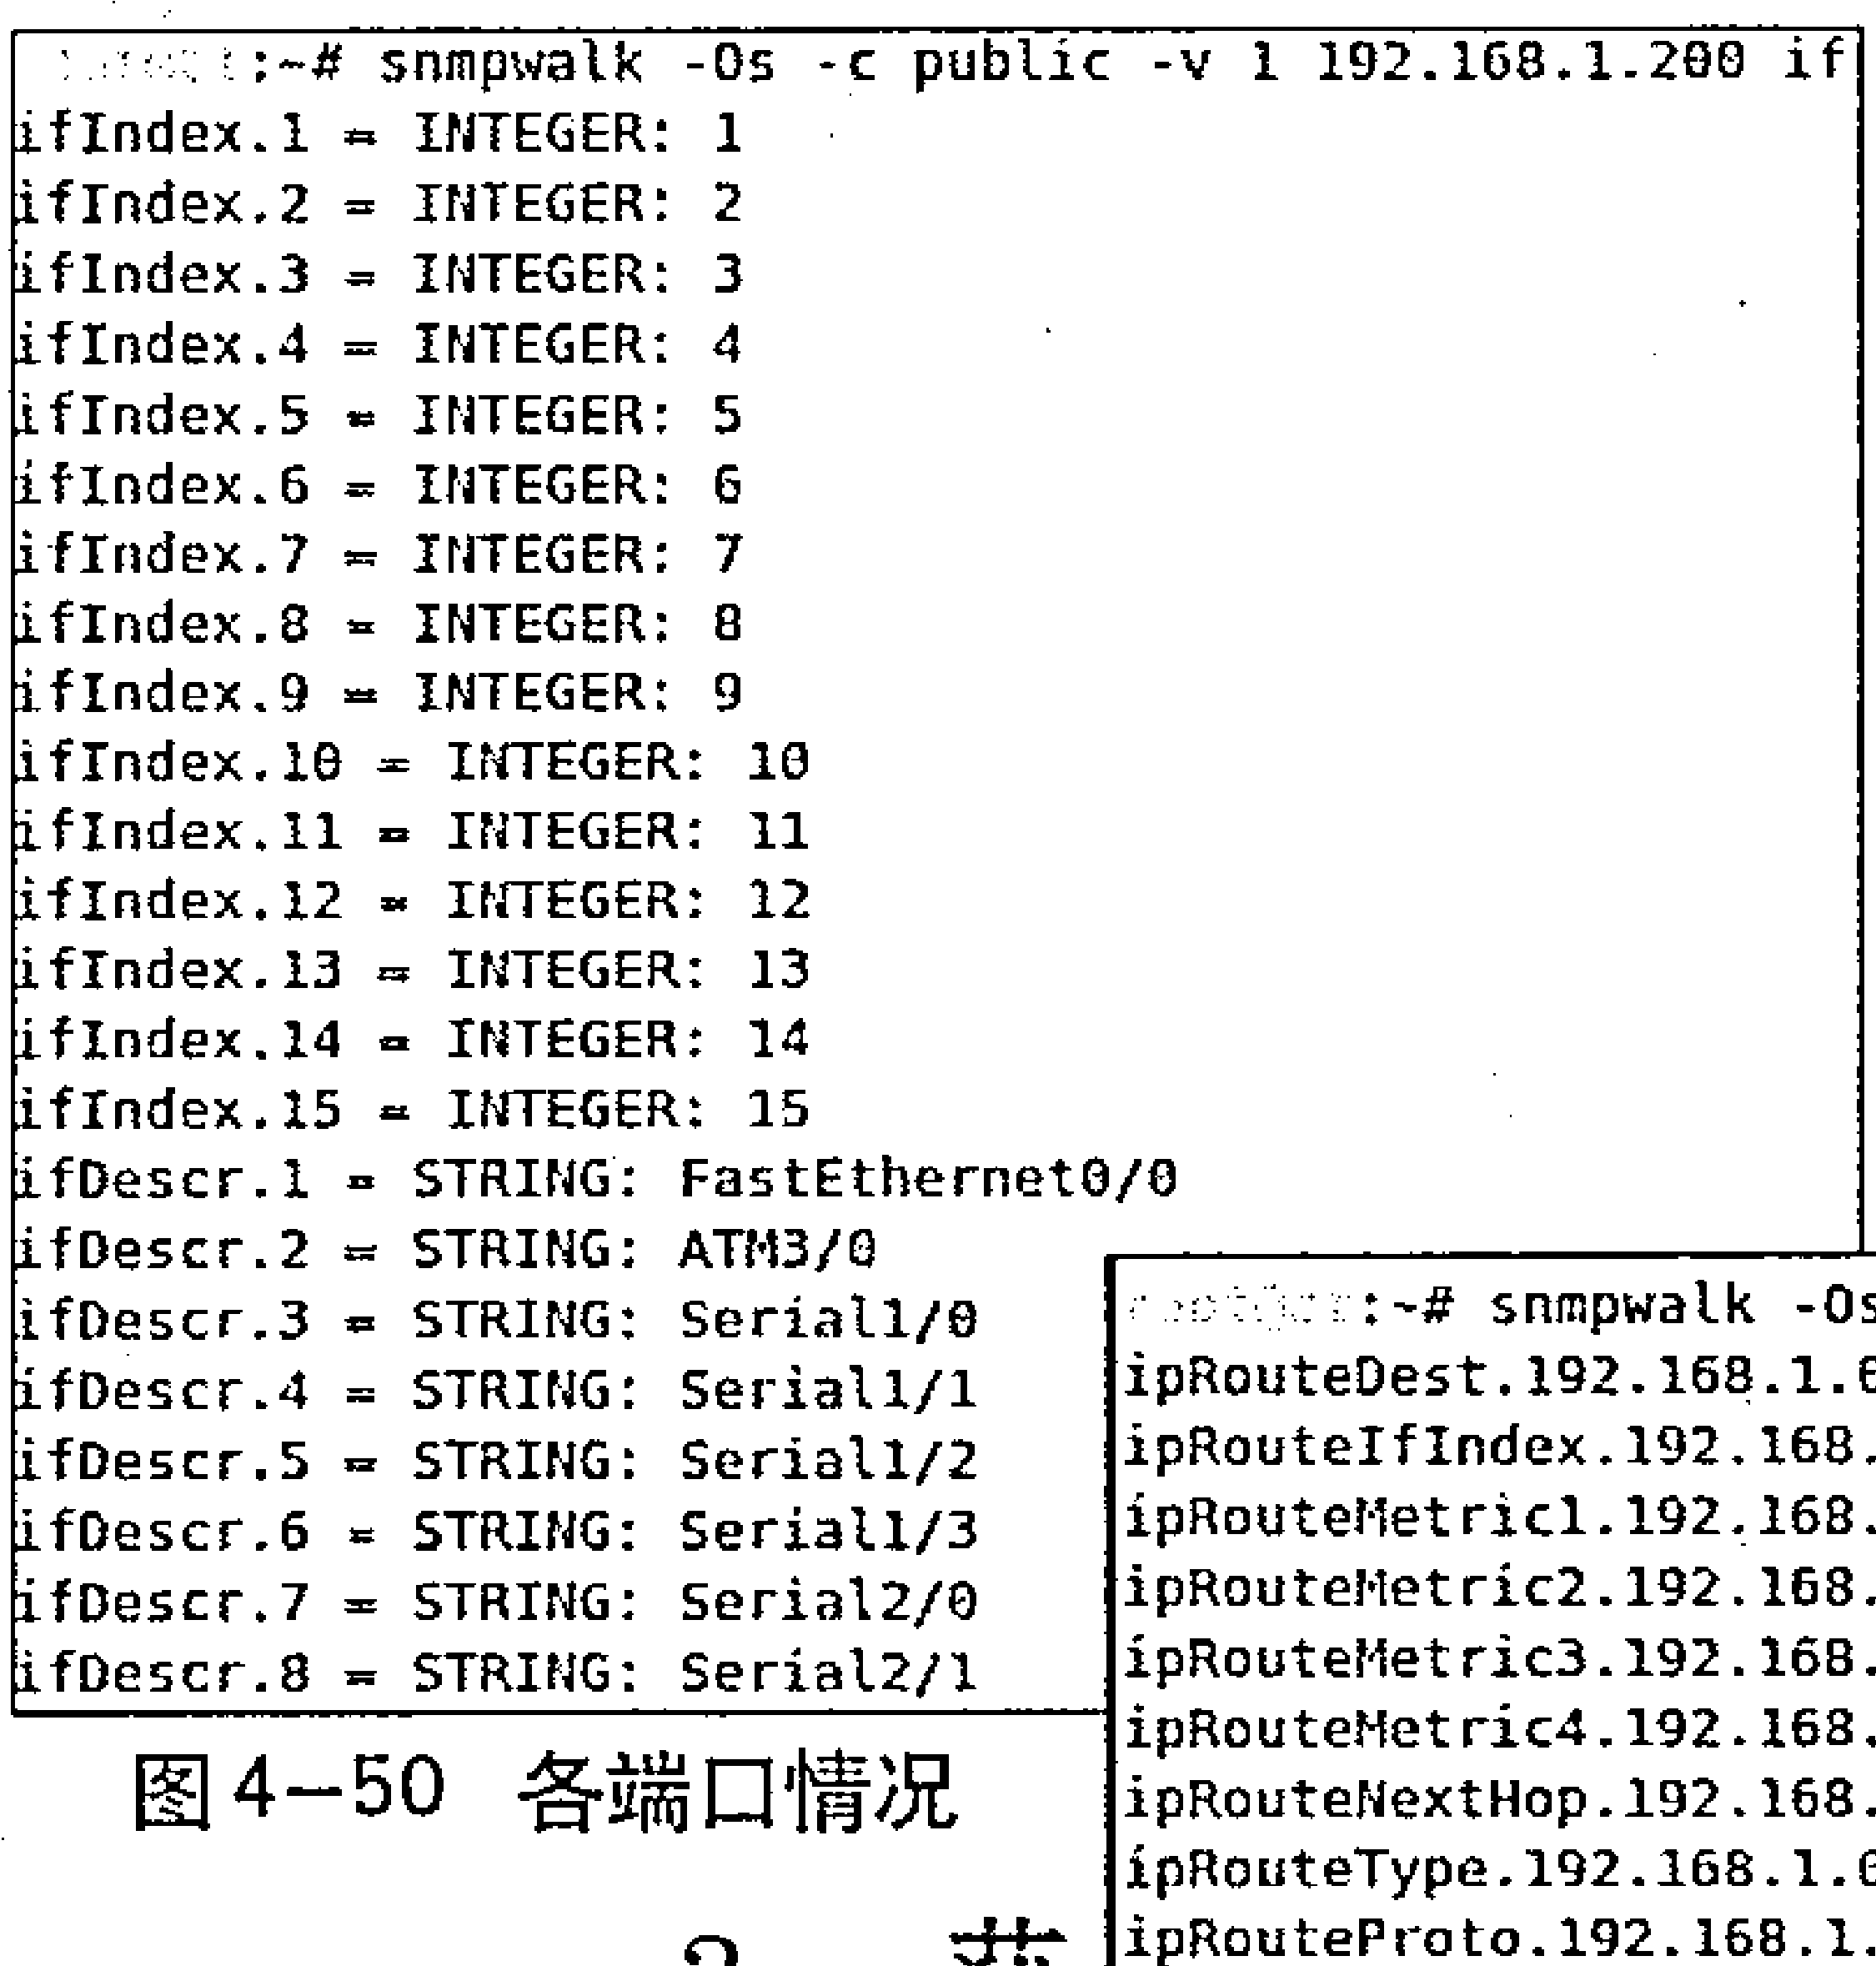 :~# snmpwalk -Os -c public -v 1 192.168.1.200 if
ifIndex.1 = INTEGER: 1
ifIndex.2 = INTEGER: 2
ifIndex.3 = INTEGER: 3
ifIndex.4 = INTEGER: 4
ifIndex.5 = INTEGER: 5
ifIndex.6 = INTEGER: 6
ifIndex.7 = INTEGER: 7
ifIndex.8 = INTEGER: 8
ifIndex.9 = INTEGER: 9
ifIndex.10 = INTEGER: 10
ifIndex.11 = INTEGER: 11
ifIndex.12 = INTEGER: 12
ifIndex.13 = INTEGER: 13
ifIndex.14 = INTEGER: 14
ifIndex.15 = INTEGER: 15
ifDescr.1 = STRING: FastEthernet0/0
ifDescr.2 = STRING: ATM3/0
ifDescr.3 = STRING: Serial1/0
ifDescr.4 = STRING: Serial1/1
ifDescr.5 = STRING: Serial1/2
ifDescr.6 = STRING: Serial1/3
ifDescr.7 = STRING: Serial2/0
ifDescr.8 = STRING: Serial2/1
图4-50 各端口情况
:~# snmpwalk -Os
ipRouteDest.192.168.1.
ipRouteIfIndex.192.168.
ipRouteMetric1.192.168.
ipRouteMetric2.192.168.
ipRouteMetric3.192.168.
ipRouteMetric4.192.168.
ipRouteNextHop.192.168.
ipRouteType.192.168.1.
ipRouteProto.192.168.1.